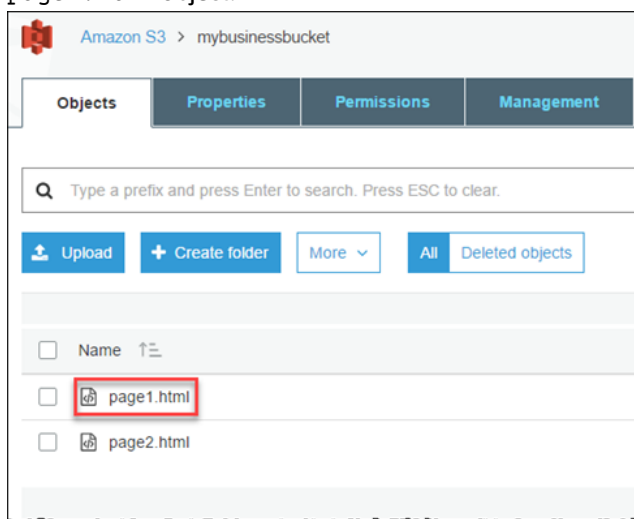 Amazon S3 > mybusinessbucket
Objects Properties Permissions Management
Type a prefix and press Enter to search. Press ESC to clear.
Upload + Create folder More All Deleted objects
Name
page1.html
page2.html